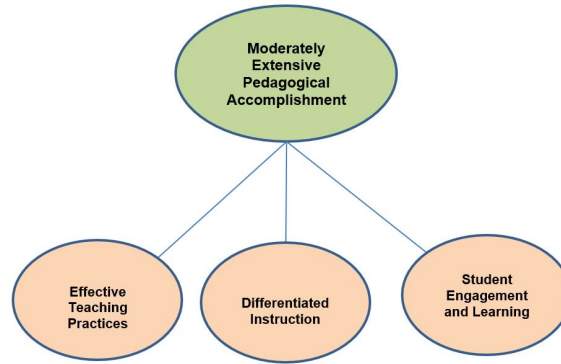 Moderately
Extensive
Pedagogical
Accomplishment
Effective
Teaching
Practices
Differentiated
Instruction
Student
Engagement
and Learning